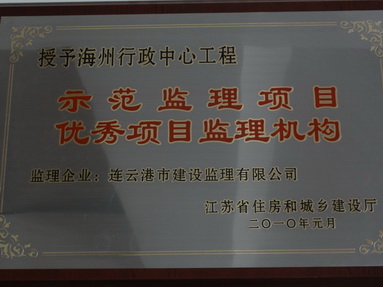 授予海州行政中心工程
示范监理项目
优秀项目监理机构
监理企业：连云港市建设监理有限公司
江苏省住房和城乡建设厅
二〇一〇年元月